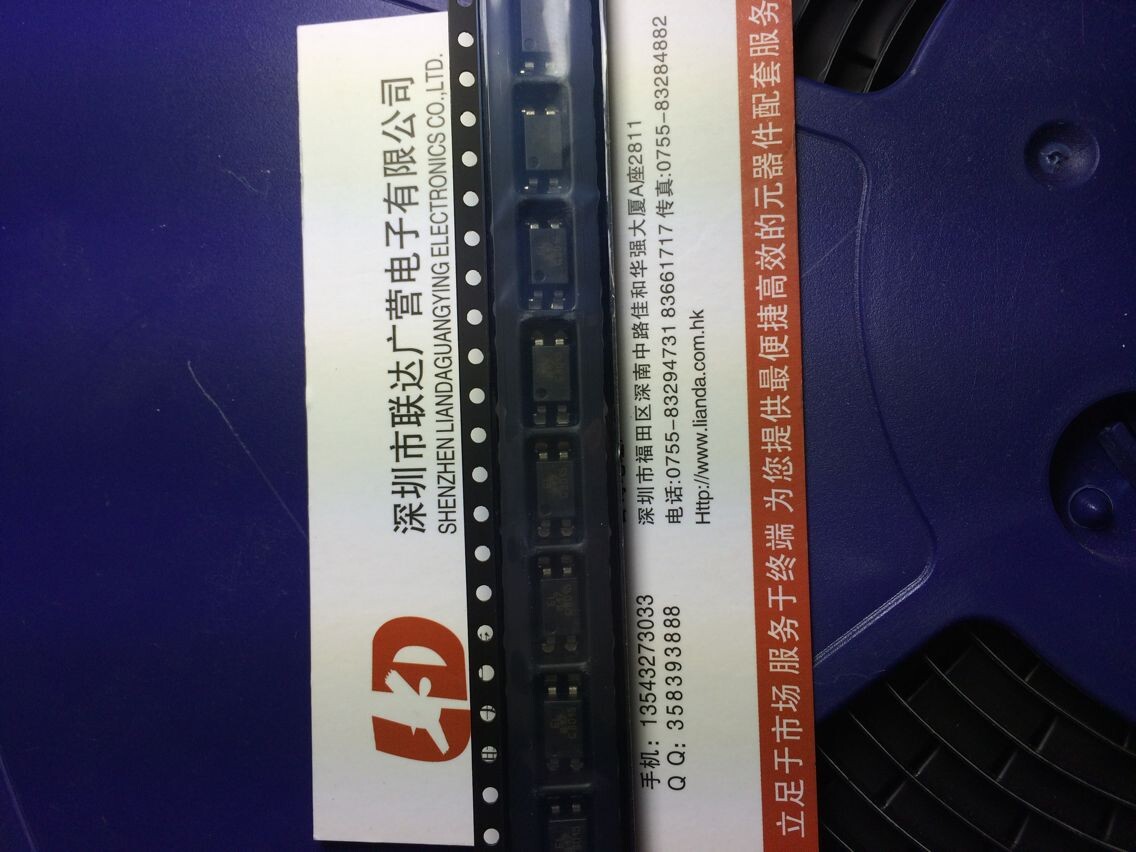 深圳市联达广营电子有限公司
SHENZHEN LIANDAGUANGYING ELECTRONICS CO.,LTD.
深圳市福田区深南中路佳和华强大厦A座2811
电话:0755-83294731 83661717 传真:0755-83284882
Http://www.lianda.com.hk
手机：13543273033
Q Q：358393888
立足于市场 服务于终端 为您提供最便捷高效的元器件配套服务